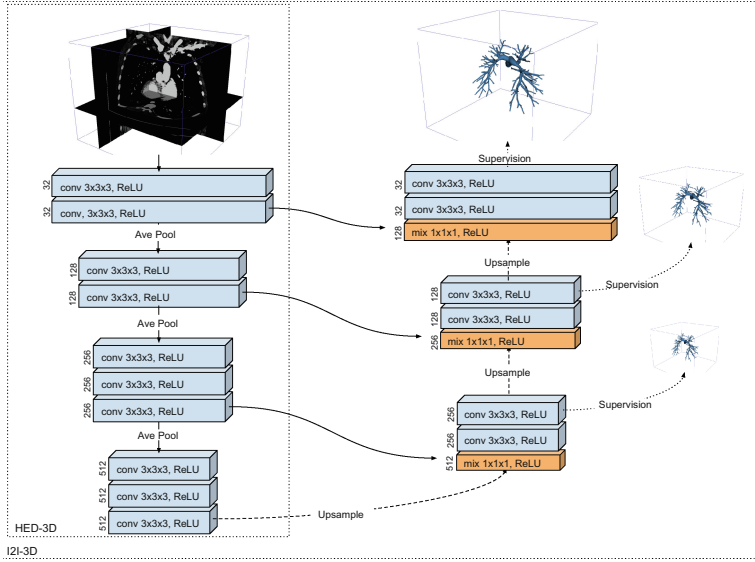 32
conv 3x3x3, ReLU
32
conv, 3x3x3, ReLU
Ave Pool
128
conv 3x3x3, ReLU
128
conv 3x3x3, ReLU
Ave Pool
256
conv 3x3x3, ReLU
256
conv 3x3x3, ReLU
256
conv 3x3x3, ReLU
Ave Pool
512
conv 3x3x3, ReLU
512
conv 3x3x3, ReLU
512
conv 3x3x3, ReLU
HED-3D
I2I-3D
Upsample
Supervision
32
conv 3x3x3, ReLU
32
conv 3x3x3, ReLU
128
mix 1x1x1, ReLU
Upsample
Supervision
128
conv 3x3x3, ReLU
128
conv 3x3x3, ReLU
256
mix 1x1x1, ReLU
Upsample
Supervision
256
conv 3x3x3, ReLU
256
conv 3x3x3, ReLU
512
mix 1x1x1, ReLU